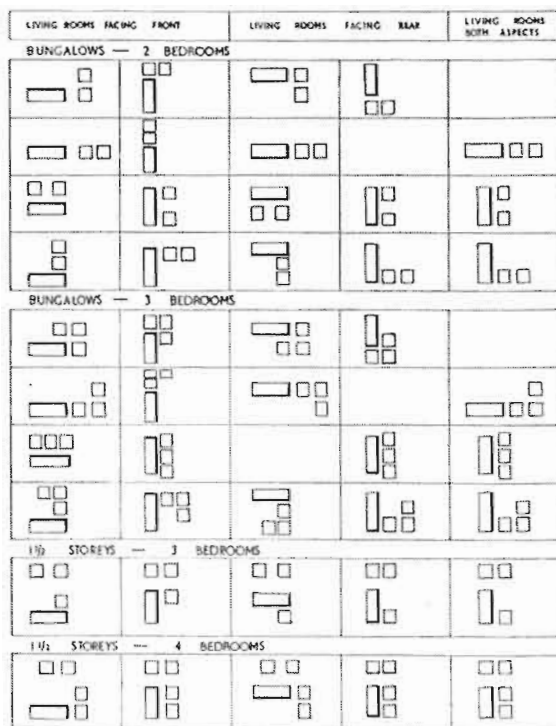 LIVING ROOMS FACING FRONT
LIVING ROOMS FACING REAR
LIVING ROOMS
BOTH ASPECTS
BUNGALOWS — 2 BEDROOMS
BUNGALOWS — 3 BEDROOMS
1½ STOREYS — 3 BEDROOMS
1½ STOREYS — 4 BEDROOMS